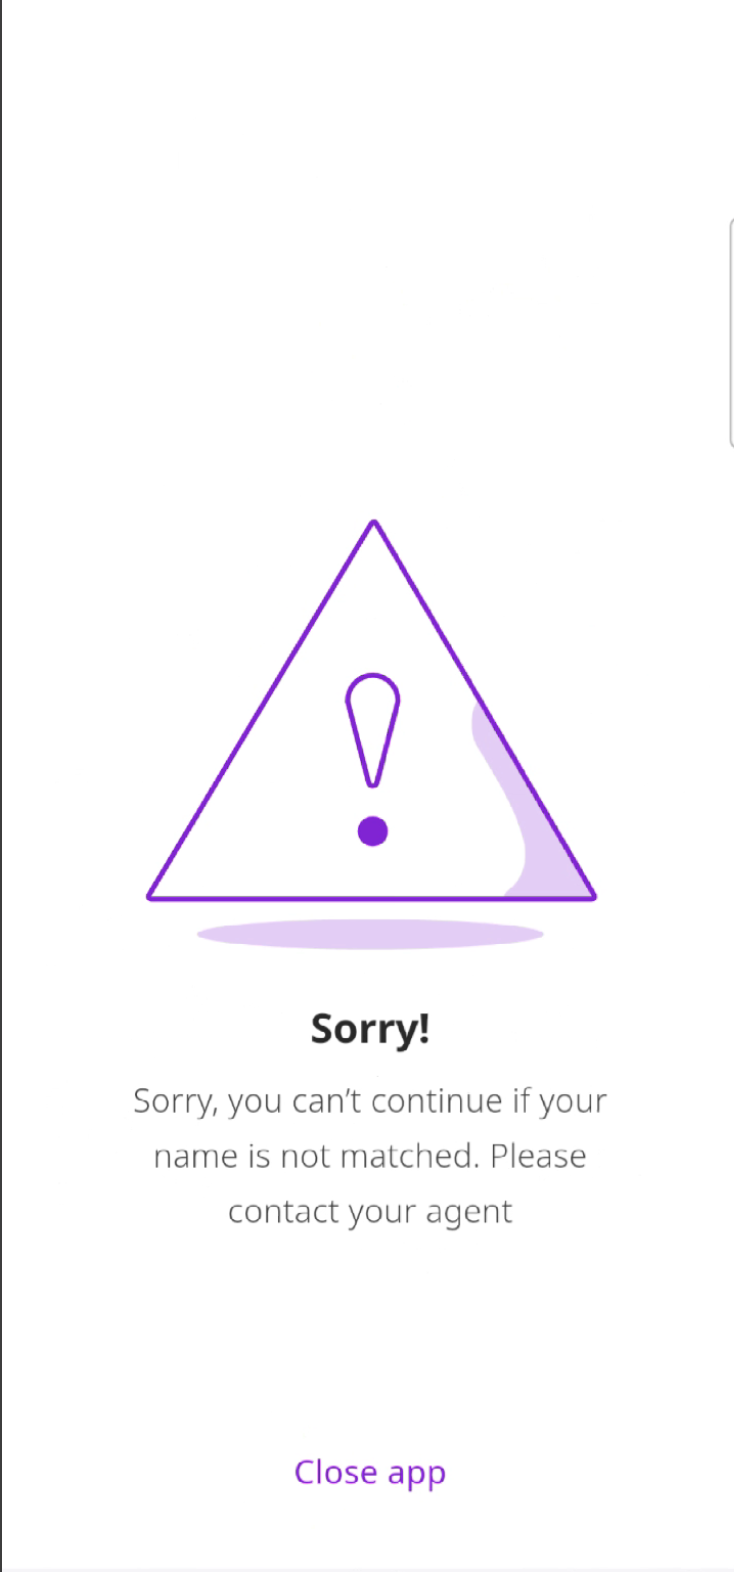 Sorry!
Sorry, you can’t continue if your
name is not matched. Please
contact your agent
Close app